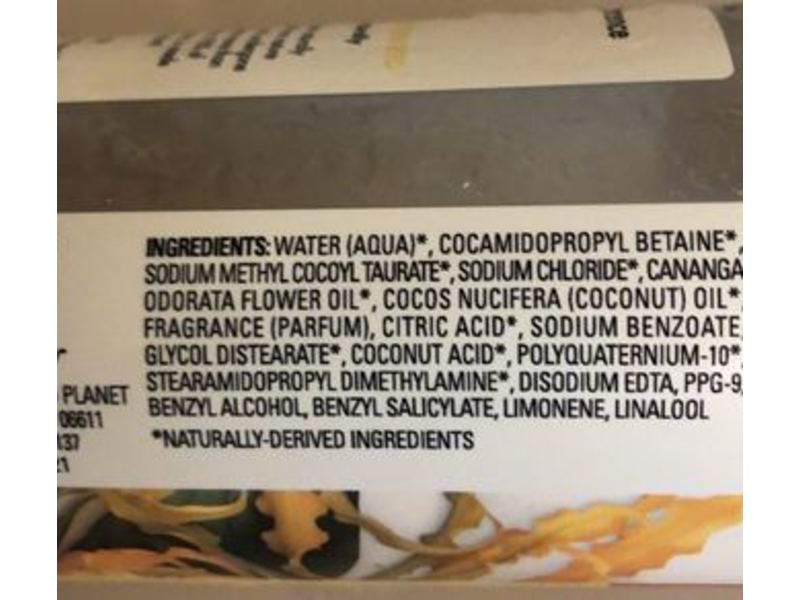 INGREDIENTS: WATER (AQUA)*, COCAMIDOPROPYL BETAINE*,
SODIUM METHYL COCOYL TAURATE*, SODIUM CHLORIDE*, CANANGA
ODORATA FLOWER OIL*, COCOS NUCIFERA (COCONUT) OIL*
FRAGRANCE (PARFUM), CITRIC ACID*, SODIUM BENZOATE,
GLYCOL DISTEARATE*, COCONUT ACID*, POLYQUATERNIUM-10*
STEARAMIDOPROPYL DIMETHYLAMINE*, DISODIUM EDTA, PPG-9,
BENZYL ALCOHOL, BENZYL SALICYLATE, LIMONENE, LINALOOL
*NATURALLY-DERIVED INGREDIENTS
PLANET
06611
137
21